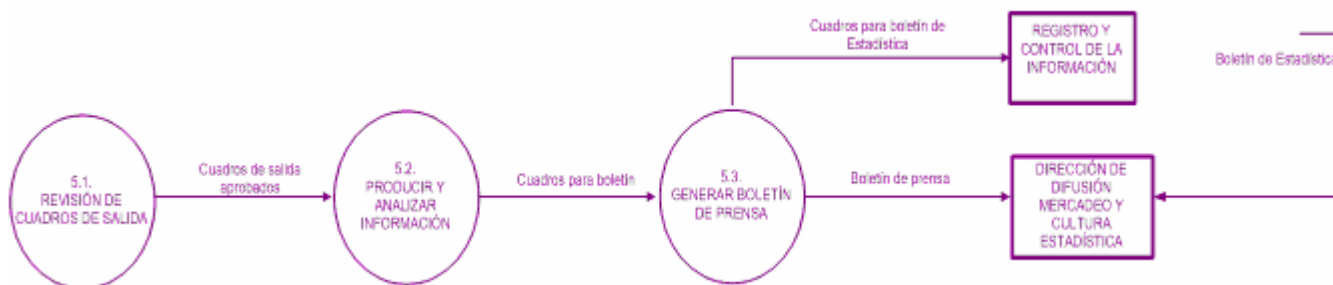 Cuadros para boletín de
Estadística
REGISTRO Y
CONTROL DE LA
INFORMACIÓN
Boletín de Estadística
5.1.
REVISIÓN DE
CUADROS DE SALIDA
Cuadros de salida
aprobados
5.2.
PRODUCIR Y
ANALIZAR
INFORMACIÓN
Cuadros para boletín
5.3.
GENERAR BOLETÍN
DE PRENSA
Boletín de prensa
DIRECCIÓN DE
DIFUSIÓN
MERCADEO Y
CULTURA
ESTADÍSTICA